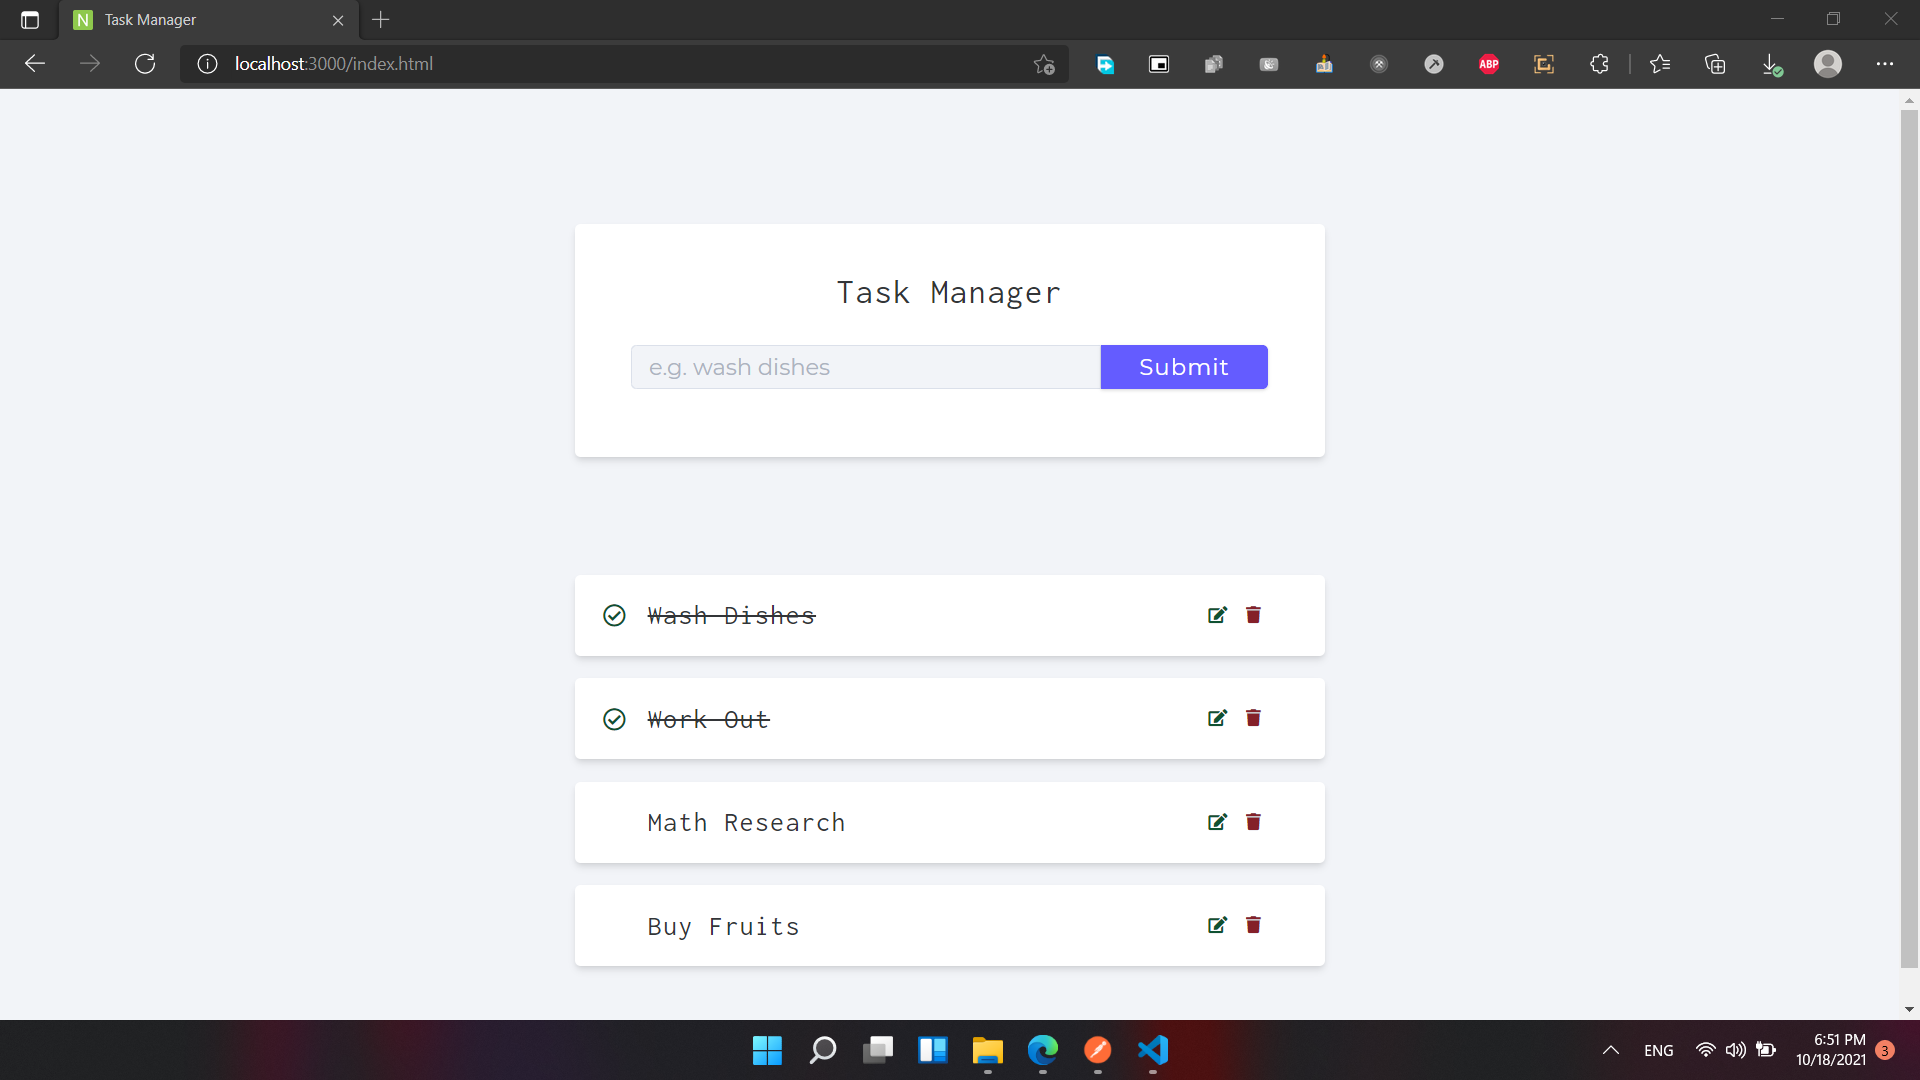 N Task Manager
localhost:3000/index.html
ABP
Task Manager
e.g. wash dishes Submit
Wash Dishes
Work Out
Math Research
Buy Fruits
ENG
6:51 PM
10/18/2021
3